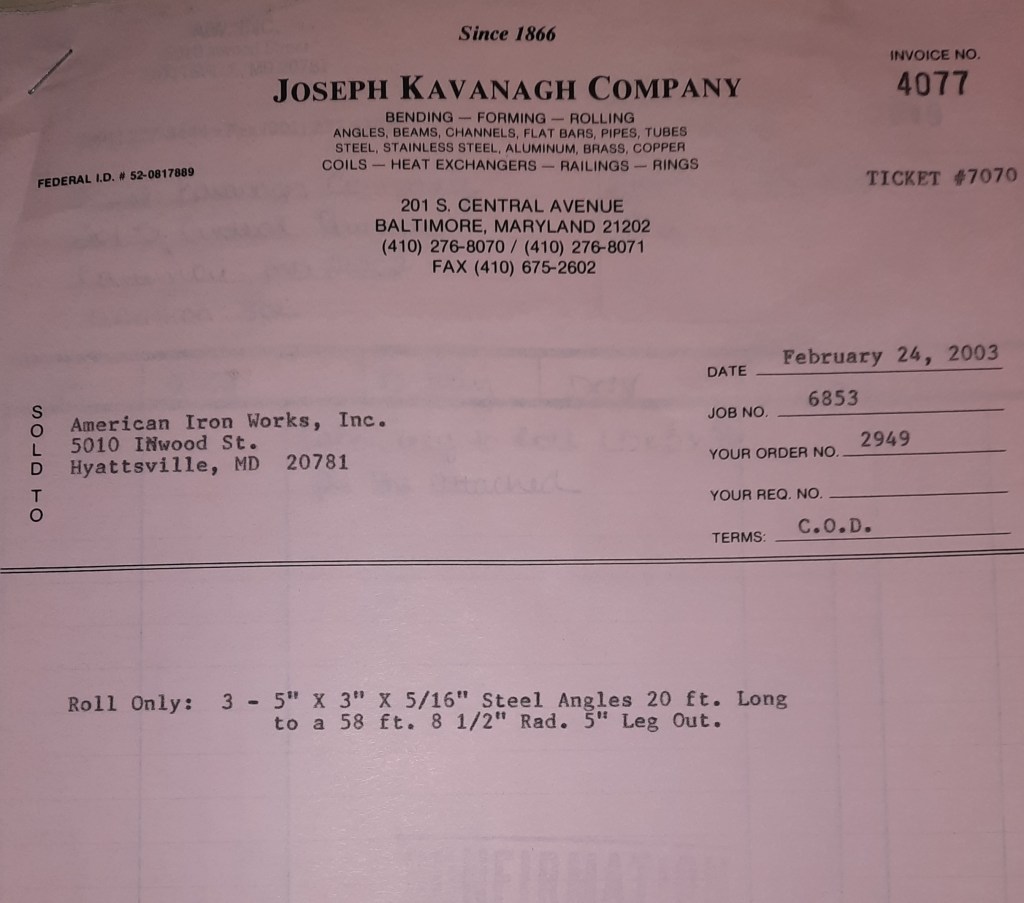 Since 1866
JOSEPH KAVANAGH COMPANY
BENDING — FORMING — ROLLING
ANGLES, BEAMS, CHANNELS, FLAT BARS, PIPES, TUBES
STEEL, STAINLESS STEEL, ALUMINUM, BRASS, COPPER
COILS — HEAT EXCHANGERS — RAILINGS — RINGS
201 S. CENTRAL AVENUE
BALTIMORE, MARYLAND 21202
(410) 276-8070 / (410) 276-8071
FAX (410) 675-2602
INVOICE NO.
4077
FEDERAL I.D. # 52-0817889
TICKET #7070
DATE February 24, 2003
JOB NO. 6853
YOUR ORDER NO. 2949
YOUR REQ. NO.
TERMS: C.O.D.
SOLD TO
American Iron Works, Inc.
5010 INwood St.
Hyattsville, MD 20781
Roll Only: 3 - 5" X 3" X 5/16" Steel Angles 20 ft. Long
to a 58 ft. 8 1/2" Rad. 5" Leg Out.